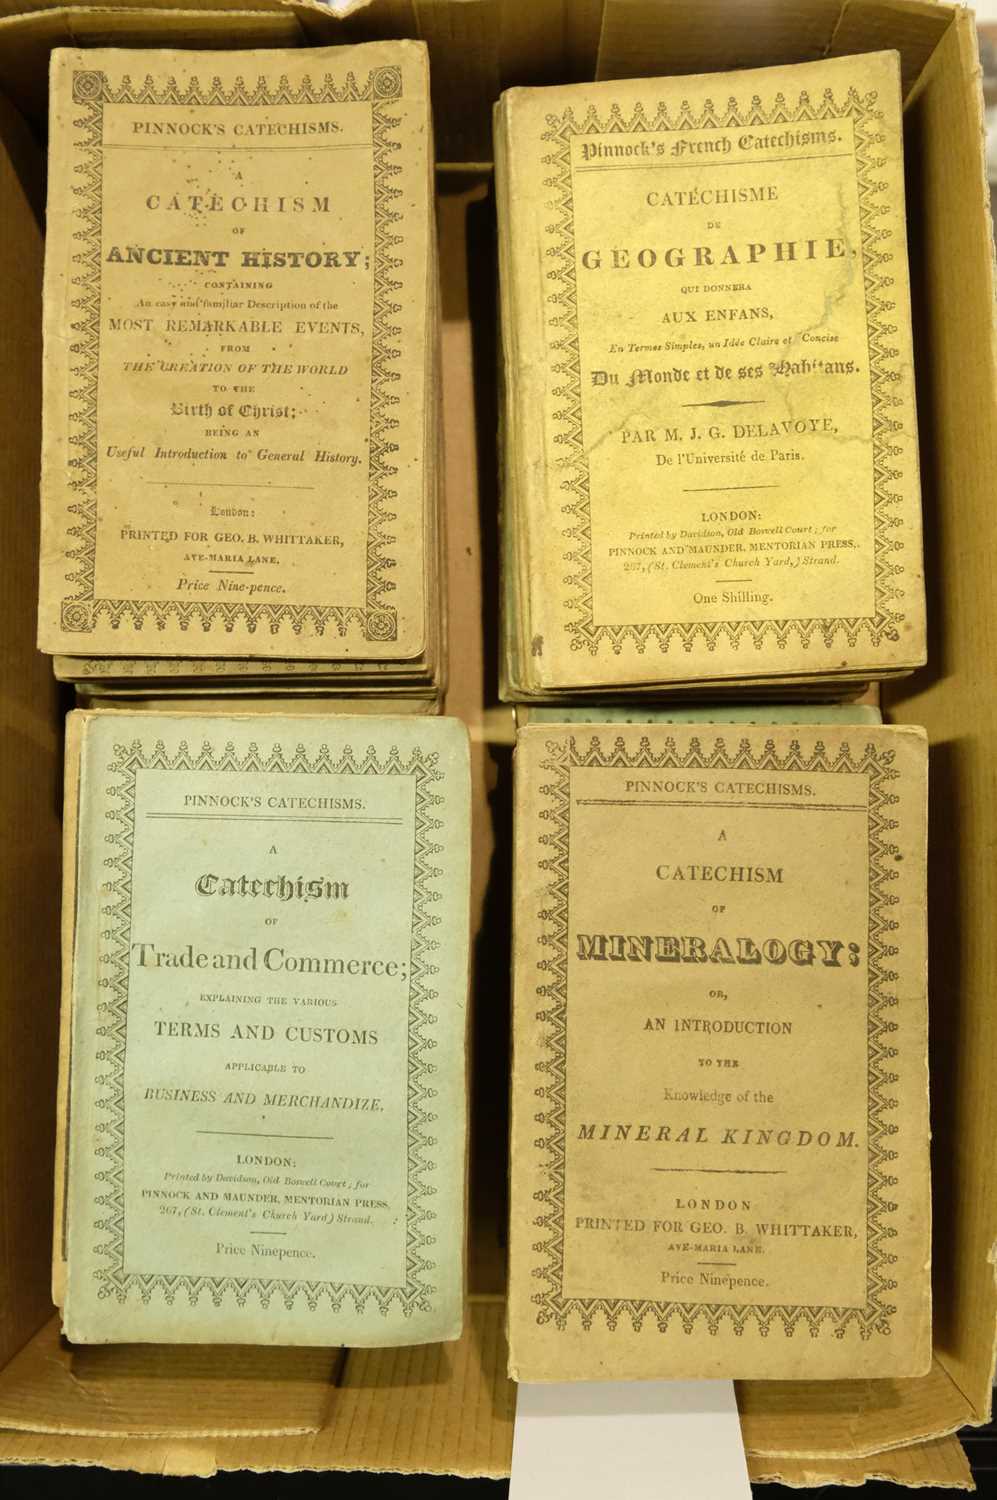 PINNOCK'S CATECHISMS.
A
CATECHISM
OF
ANCIENT HISTORY;
CONTAINING
An easy and familiar Description of the
MOST REMARKABLE EVENTS,
FROM
THE CREATION OF THE WORLD
TO THE
Birth of Christ;
BEING AN
Useful Introduction to General History.
London:
PRINTED FOR GEO. B. WHITTAKER,
AVE-MARIA LANE.
Price Nine-pence.
Pinnock's French Catechisms.
CATÉCHISME
DE
GEOGRAPHIE,
QUI DONNERA
AUX ENFANS,
En Termes Simples, un Idée Claire et Concise
Du Monde et de ses Habitans.
PAR M. J. G. DELAVOYE,
De l'Université de Paris.
LONDON:
Printed by Davidson, Old Boswell Court; for
PINNOCK AND MAUNDER, MENTORIAN PRESS,
267, (St. Clement's Church Yard,) Strand.
One Shilling.
PINNOCK'S CATECHISMS.
A
Catechism
OF
Trade and Commerce;
EXPLAINING THE VARIOUS
TERMS AND CUSTOMS
APPLICABLE TO
BUSINESS AND MERCHANDIZE.
LONDON:
Printed by Davidson, Old Boswell Court; for
PINNOCK AND MAUNDER, MENTORIAN PRESS,
267, (St. Clement's Church Yard) Strand.
Price Ninepence.
PINNOCK'S CATECHISMS.
A
CATECHISM
OF
MINERALOGY;
OR,
AN INTRODUCTION
TO THE
Knowledge of the
MINERAL KINGDOM.
LONDON
PRINTED FOR GEO. B. WHITTAKER,
AVE-MARIA LANE.
Price Ninepence.